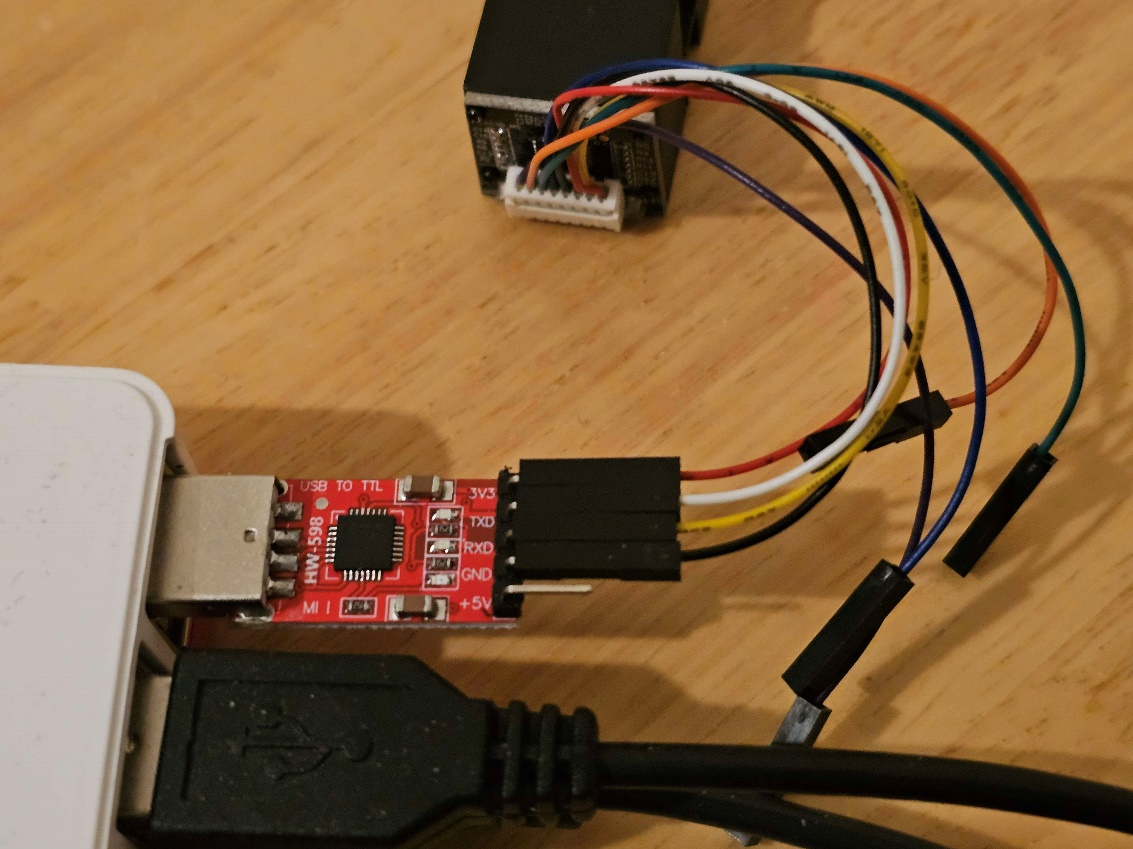 USB TO TTL
HW-598
3V3
TXD
RXD
GND
+5V